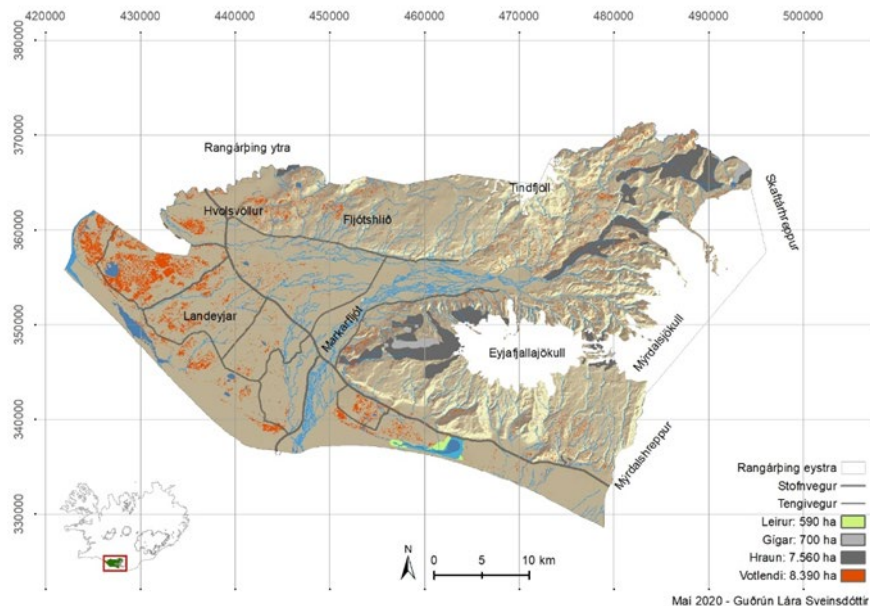 420000 430000 440000 450000 460000 470000 480000 490000 500000
380000
370000
360000
350000
340000
330000
Rangárþing ytra
Tindfjöll
Skaftárhreppur
Hvolsvöllur
Fljótshlíð
Landeyjar
Markarfljót
Eyjafjallajökull
Mýrdalsjökull
Mýrdalshreppur
Rangárþing eystra
Stofnvegur
Tengivegur
Leirur: 590 ha
Gígar: 700 ha
Hraun: 7.560 ha
Votlendi: 8.390 ha
N
0 5 10 km
Maí 2020 - Guðrún Lára Sveinsdóttir